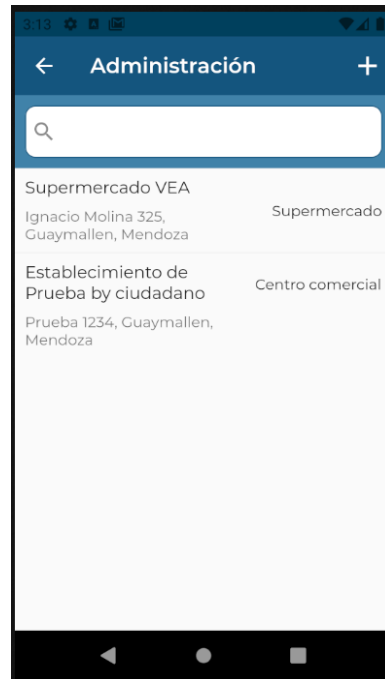 3:13
Administración
Supermercado VEA
Ignacio Molina 325,
Guaymallen, Mendoza
Supermercado
Establecimiento de
Prueba by ciudadano
Prueba 1234, Guaymallen,
Mendoza
Centro comercial